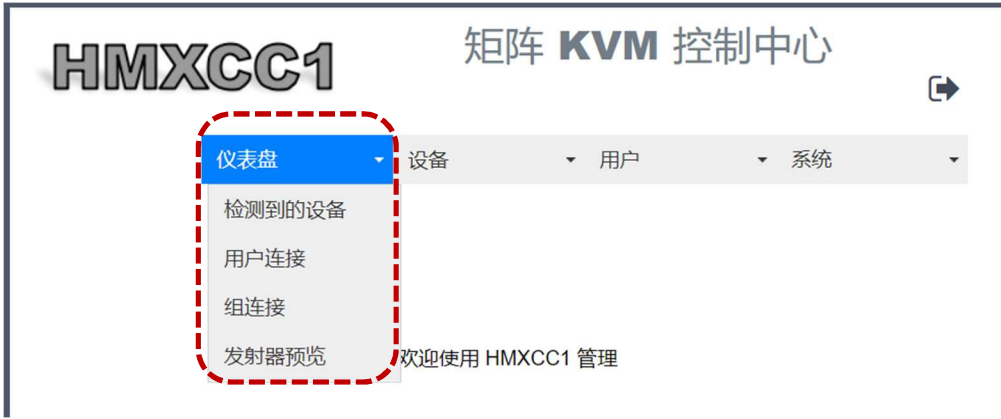 HMXCC1
矩阵 KVM 控制中心
仪表盘 设备 用户 系统
检测到的设备
用户连接
组连接
发射器预览
欢迎使用 HMXCC1 管理